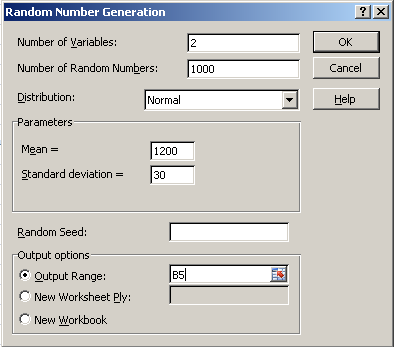 Random Number Generation
Number of Variables: 2 OK
Number of Random Numbers: 1000 Cancel
Distribution: Normal Help
Parameters
Mean = 1200
Standard deviation = 30
Random Seed:
Output options
Output Range: B5
New Worksheet Ply:
New Workbook